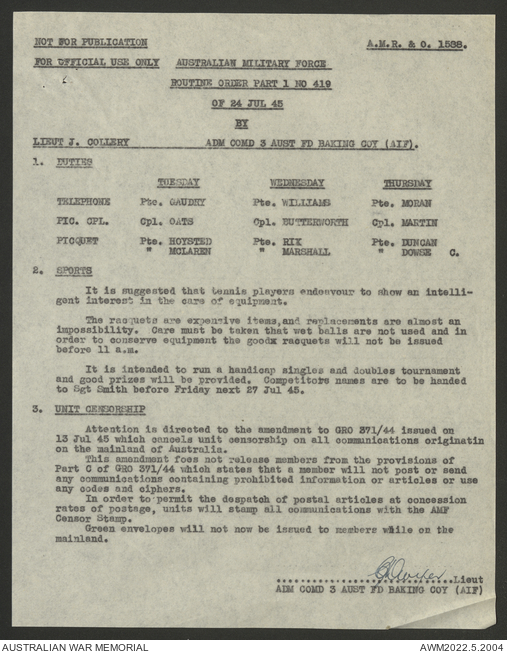 NOT FOR PUBLICATION A.M.R. & O. 1538.
FOR OFFICIAL USE ONLY AUSTRALIAN MILITARY FORCE
ROUTINE ORDER PART 1 NO 419
OF 24 JUL 45
BY
LIEUT J. COLLERY ADM COMD 3 AUST FD BAKING COY (AIF).
1. DUTIES
TUESDAY WEDNESDAY THURSDAY
TELEPHONE Pte. GAUDRY Pte. WILLIAMS Pte. MORAN
PIC. CPL. Cpl. OATS Cpl. BUTTERWORTH Cpl. MARTIN
PICQUET Pte. HOYSTED Pte. RIX Pte. DUNCAN
" MCLAREN " MARSHALL " DOWSE C.
2. SPORTS
It is suggested that tennis players endeavour to show an intelli-
gent interest in the care of equipment.
The racquets are expensive items,and replacements are almost an
impossibility. Care must be taken that wet balls are not used and in
order to conserve equipment the goodx racquets will not be issued
before 11 a.m.
It is intended to run a handicap singles and doubles tournament
and good prizes will be provided. Competitors names are to be handed
to Sgt Smith before Friday next 27 Jul 45.
3. UNIT CENSORSHIP
Attention is directed to the amendment to GRO 371/44 issued on
13 Jul 45 which cancels unit censorship on all communications originatin
on the mainland of Australia.
This amendment foes not release members from the provisions of
Part C of GRO 371/44 which states that a member will not post or send
any communications containing prohibited information or articles or use
any codes and ciphers.
In order to permit the despatch of postal articles at concession
rates of postage, units will stamp all communications with the AMF
Censor Stamp.
Green envelopes will not now be issued to members while on the
mainland.
Lieut
ADM COMD 3 AUST FD BAKING COY (AIF)
AUSTRALIAN WAR MEMORIAL AWM2022.5.2004